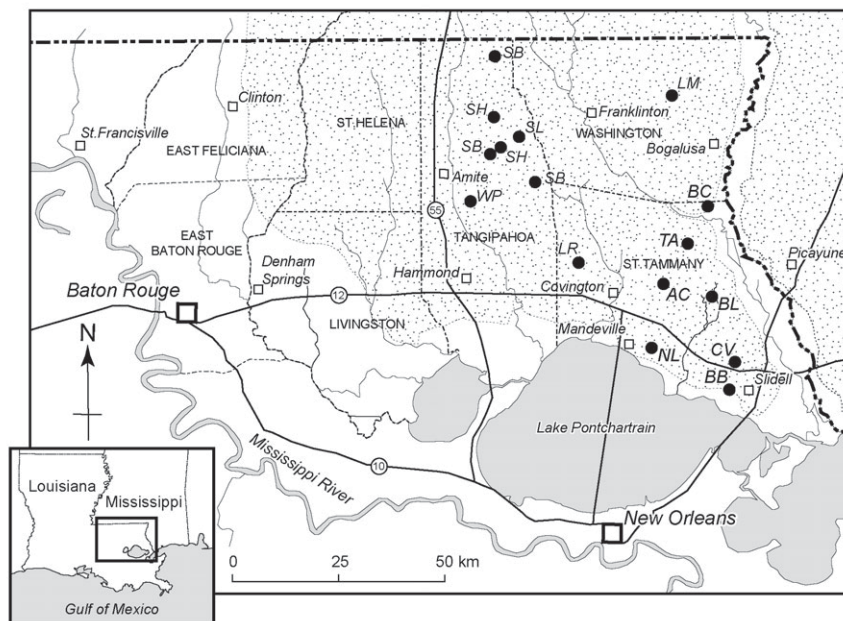 SB
LM
Clinton
SH
Franklinton
St.Francisville
ST.HELENA
SL
WASHINGTON
EAST FELICIANA
SB
SH
Bogalusa
Amite
SB
WP
BC
55
EAST
BATON ROUGE
TANGIPAHOA
TA
LR
ST.TAMMANY
Picayune
Denham
Springs
Hammond
Covington
AC
BL
Baton Rouge
12
LIVINGSTON
Mandeville
N
NL
CV
BB
Slidell
Lake Pontchartrain
Mississippi River
10
Louisiana
Mississippi
New Orleans
0
25
50 km
Gulf of Mexico